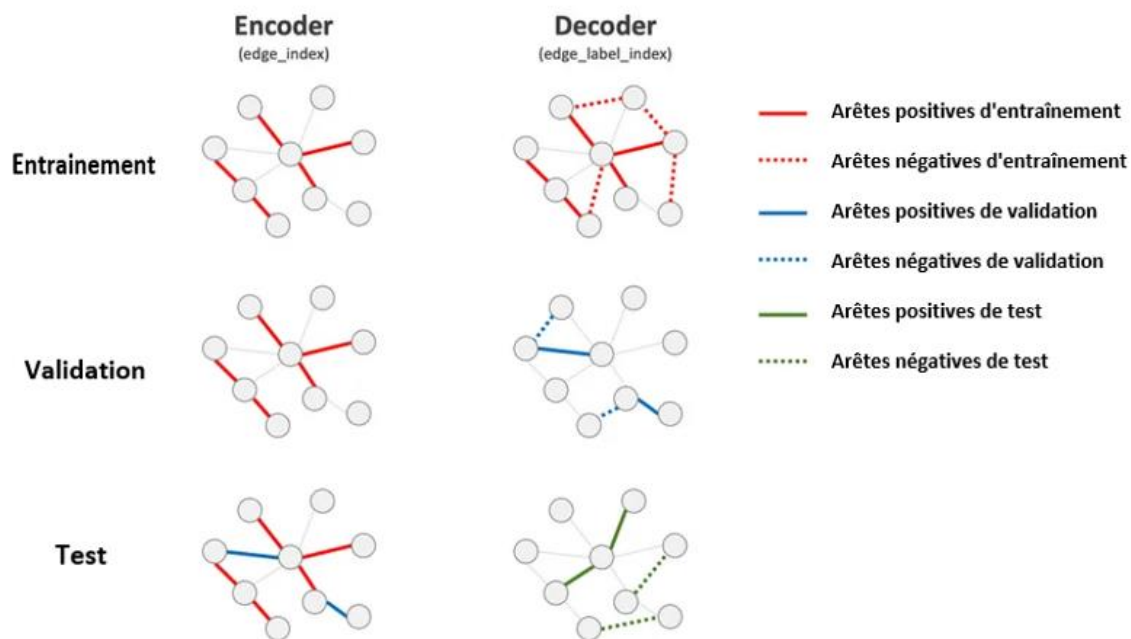 Encoder
(edge_index)
Decoder
(edge_label_index)
Entrainement
Arêtes positives d'entraînement
Arêtes négatives d'entraînement
Arêtes positives de validation
Arêtes négatives de validation
Arêtes positives de test
Arêtes négatives de test
Validation
Test